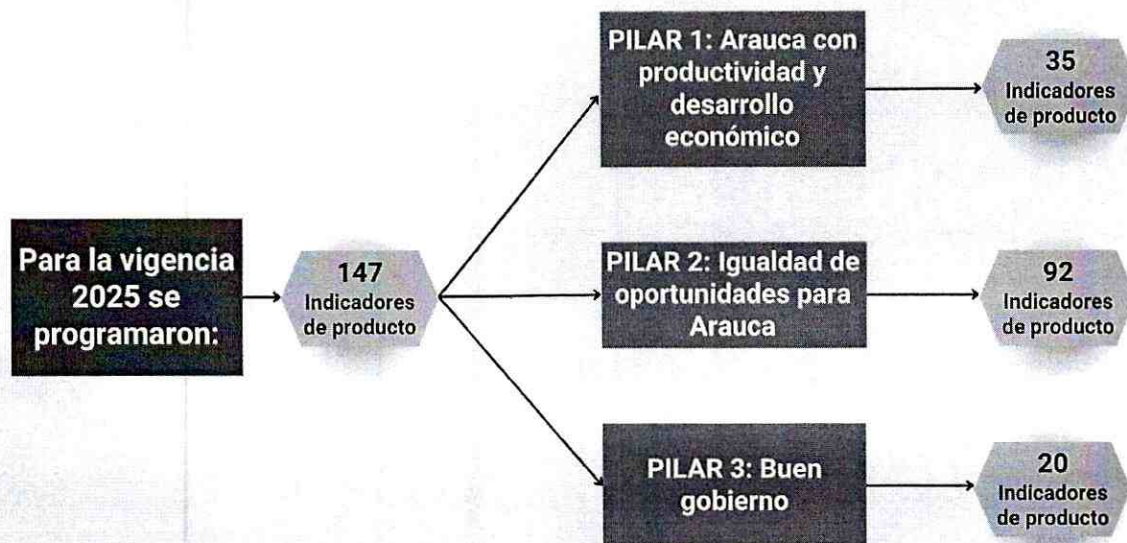 Para la vigencia
2025 se
programaron:
147
Indicadores
de producto
PILAR 1: Arauca con
productividad y
desarrollo
económico
35
Indicadores
de producto
PILAR 2: Igualdad de
oportunidades para
Arauca
92
Indicadores
de producto
PILAR 3: Buen
gobierno
20
Indicadores
de producto